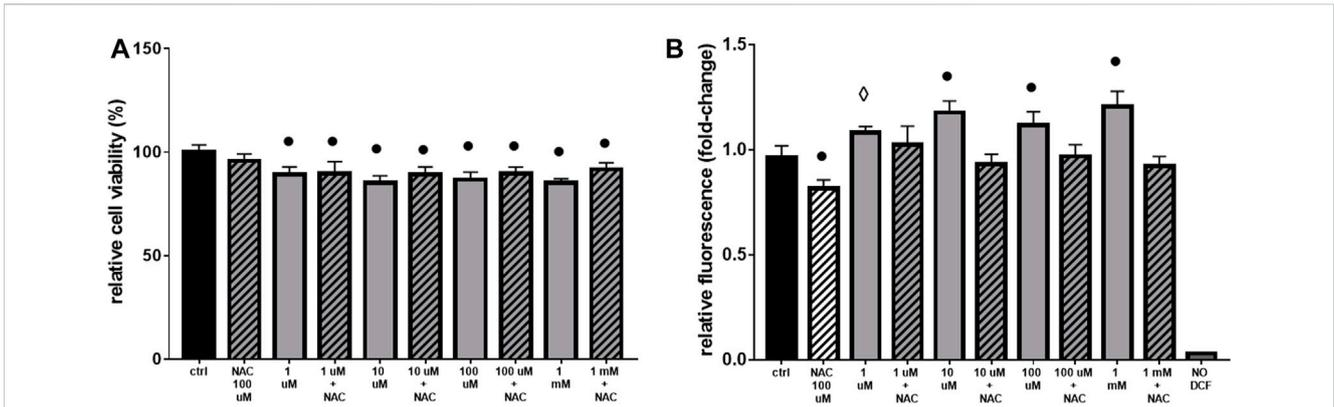 A
relative cell viability (%)
150
100
50
0
ctrl
NAC
100
uM
1
uM
1 uM
+
NAC
10
uM
10 uM
+
NAC
100
uM
100 uM
+
NAC
1
mM
1 mM
+
NAC
B
relative fluorescence (fold-change)
1.5
1.0
0.5
0.0
ctrl
NAC
100
uM
1
uM
1 uM
+
NAC
10
uM
10 uM
+
NAC
100
uM
100 uM
+
NAC
1
mM
1 mM
+
NAC
NO
DCF